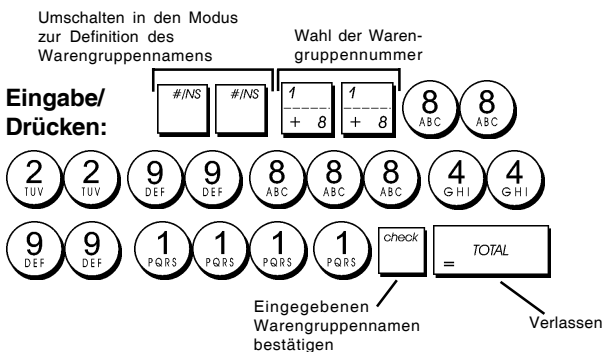 Umschalten in den Modus
zur Definition des
Warengruppennamens
Wahl der Waren-
gruppennummer
Eingabe/
Drücken:
#/NS #/NS 1 + 8 1 + 8 8 ABC 8 ABC
2 TUV 2 TUV 9 DEF 9 DEF 8 ABC 8 ABC 8 ABC 4 GHI 4 GHI
9 DEF 9 DEF 1 PQRS 1 PQRS 1 PQRS 1 PQRS check = TOTAL
Eingegebenen
Warengruppennamen
bestätigen
Verlassen